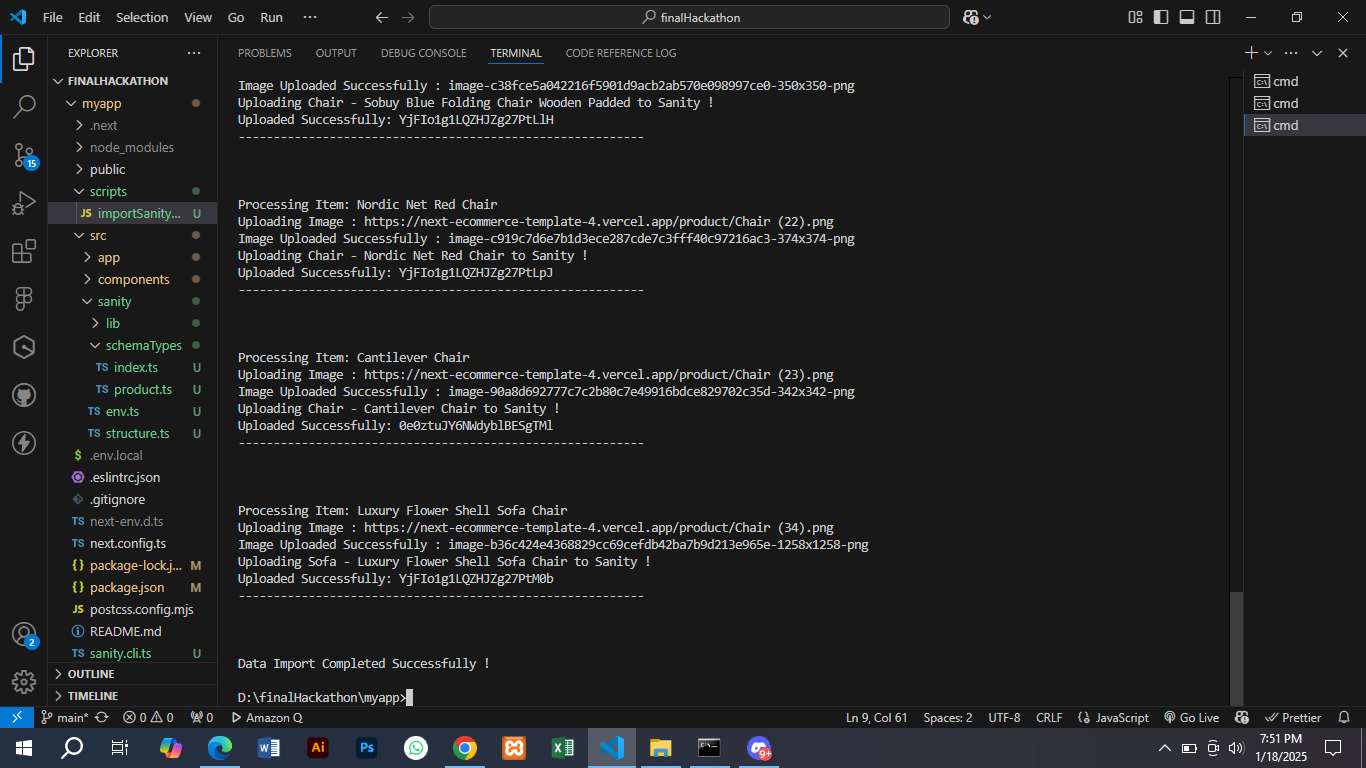 File Edit Selection View Go Run ··· finalHackathon
EXPLORER ···
FINALHACKATHON
myapp
.next
node_modules
public
scripts
JS importSanity... U
src
app
components
sanity
lib
schemaTypes
TS index.ts U
TS product.ts U
TS env.ts U
TS structure.ts U
$ .env.local
.eslintrc.json
.gitignore
TS next-env.d.ts
TS next.config.ts
{} package-lock.j... M
{} package.json M
JS postcss.config.mjs
README.md
TS sanity.cli.ts U
OUTLINE
TIMELINE
15
2
PROBLEMS OUTPUT DEBUG CONSOLE TERMINAL CODE REFERENCE LOG
Image Uploaded Successfully : image-c38fce5a042216f5901d9acb2ab570e098997ce0-350x350-png
Uploading Chair - Sobuy Blue Folding Chair Wooden Padded to Sanity !
Uploaded Successfully: YjFIo1g1LQZHJZg27PtLlH
----------------------------------------------------------
Processing Item: Nordic Net Red Chair
Uploading Image : https://next-ecommerce-template-4.vercel.app/product/Chair (22).png
Image Uploaded Successfully : image-c919c7d6e7b1d3ece287cde7c3fff40c97216ac3-374x374-png
Uploading Chair - Nordic Net Red Chair to Sanity !
Uploaded Successfully: YjFIo1g1LQZHJZg27PtLpJ
----------------------------------------------------------
Processing Item: Cantilever Chair
Uploading Image : https://next-ecommerce-template-4.vercel.app/product/Chair (23).png
Image Uploaded Successfully : image-90a8d692777c7c2b80c7e49916bdce829702c35d-342x342-png
Uploading Chair - Cantilever Chair to Sanity !
Uploaded Successfully: 0e0ztuJY6NWdyblBESgTMl
----------------------------------------------------------
Processing Item: Luxury Flower Shell Sofa Chair
Uploading Image : https://next-ecommerce-template-4.vercel.app/product/Chair (34).png
Image Uploaded Successfully : image-b36c424e4368829cc69cefdb42ba7b9d213e965e-1258x1258-png
Uploading Sofa - Luxury Flower Shell Sofa Chair to Sanity !
Uploaded Successfully: YjFIo1g1LQZHJZg27PtM0b
----------------------------------------------------------
Data Import Completed Successfully !
D:\finalHackathon\myapp>
cmd
cmd
cmd
main* 0 0 0 Amazon Q Ln 9, Col 61 Spaces: 2 UTF-8 CRLF {} JavaScript Go Live Prettier
Ai Ps 9+ 7:51 PM
1/18/2025